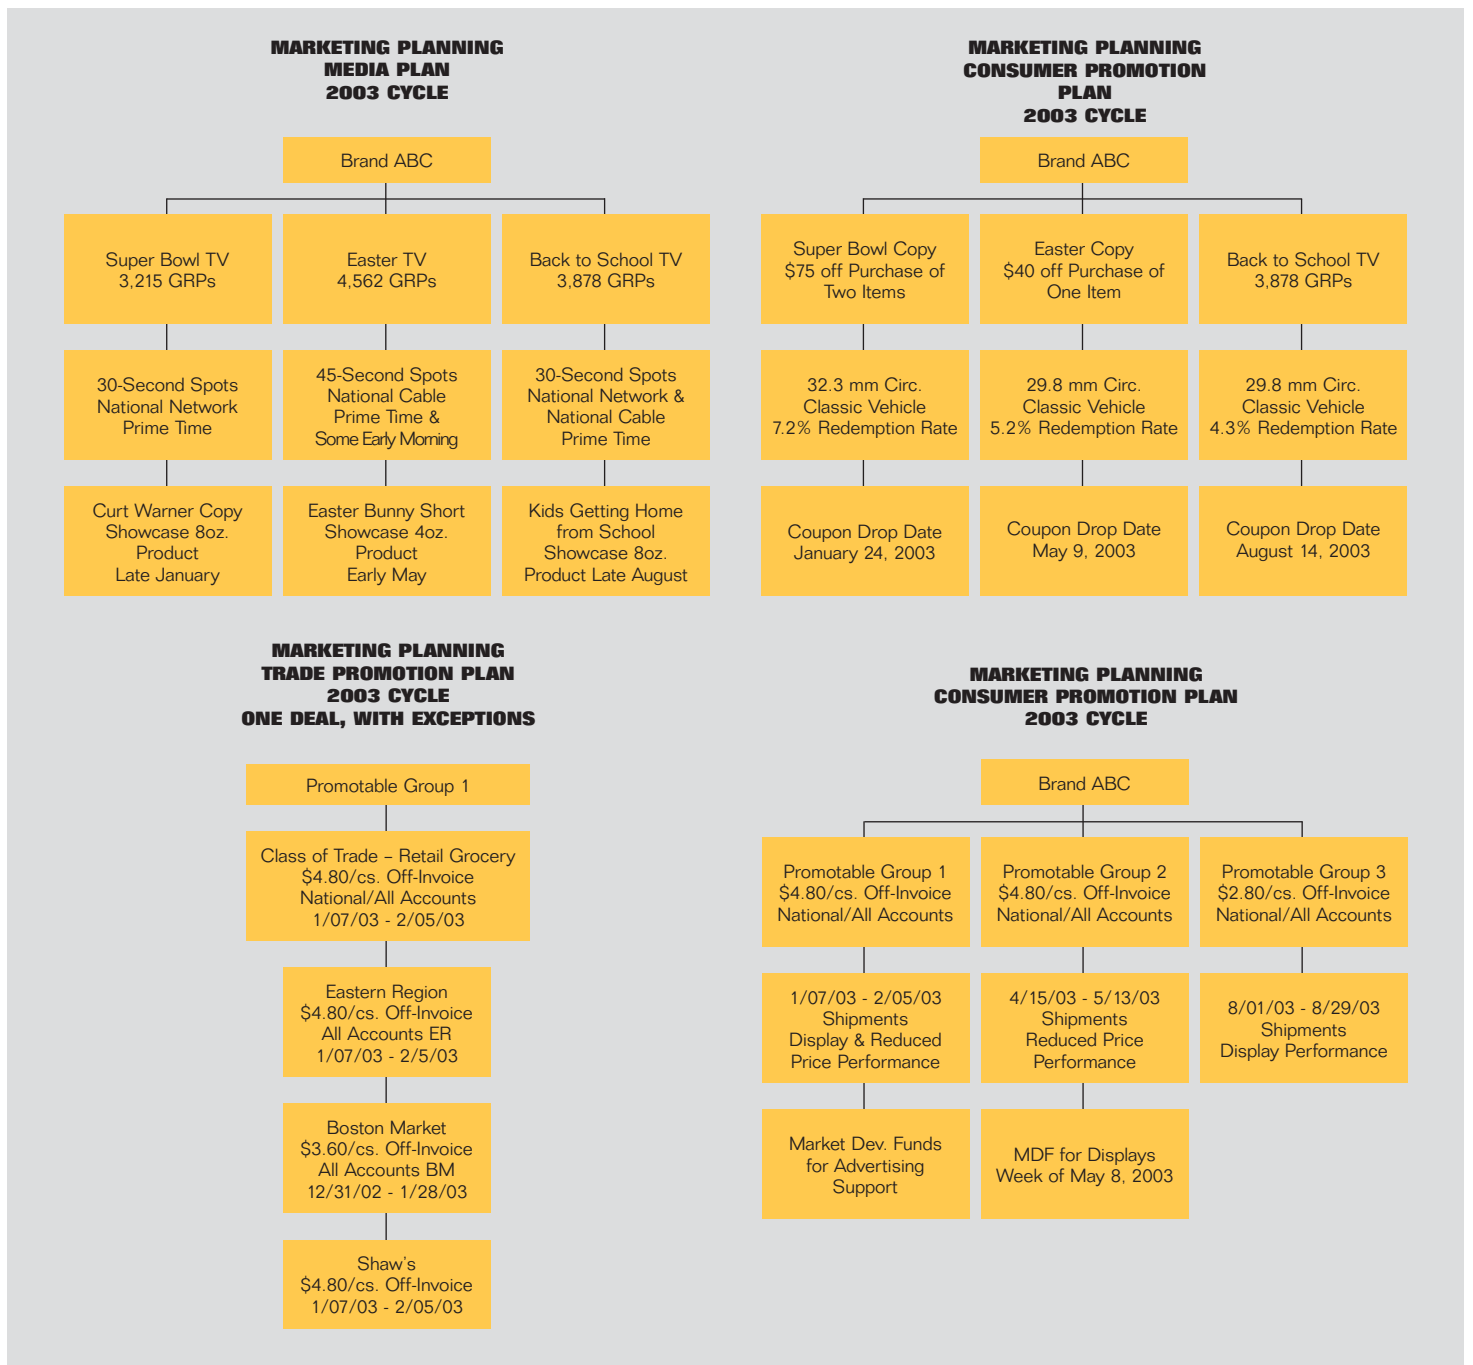 MARKETING PLANNING
MEDIA PLAN
2003 CYCLE
Brand ABC
Super Bowl TV
3,215 GRPs
Easter TV
4,562 GRPs
Back to School TV
3,878 GRPs
30-Second Spots
National Network
Prime Time
45-Second Spots
National Cable
Prime Time &
Some Early Morning
30-Second Spots
National Network &
National Cable
Prime Time
Curt Warner Copy
Showcase 8oz.
Product
Late January
Easter Bunny Short
Showcase 4oz.
Product
Early May
Kids Getting Home
from School
Showcase 8oz.
Product Late August
MARKETING PLANNING
CONSUMER PROMOTION
PLAN
2003 CYCLE
Brand ABC
Super Bowl Copy
$75 off Purchase of
Two Items
Easter Copy
$40 off Purchase of
One Item
Back to School TV
3,878 GRPs
32.3 mm Circ.
Classic Vehicle
7.2% Redemption Rate
29.8 mm Circ.
Classic Vehicle
5.2% Redemption Rate
29.8 mm Circ.
Classic Vehicle
4.3% Redemption Rate
Coupon Drop Date
January 24, 2003
Coupon Drop Date
May 9, 2003
Coupon Drop Date
August 14, 2003
MARKETING PLANNING
TRADE PROMOTION PLAN
2003 CYCLE
ONE DEAL, WITH EXCEPTIONS
Promotable Group 1
Class of Trade – Retail Grocery
$4.80/cs. Off-Invoice
National/All Accounts
1/07/03 - 2/05/03
Eastern Region
$4.80/cs. Off-Invoice
All Accounts ER
1/07/03 - 2/5/03
Boston Market
$3.60/cs. Off-Invoice
All Accounts BM
12/31/02 - 1/28/03
Shaw's
$4.80/cs. Off-Invoice
1/07/03 - 2/05/03
MARKETING PLANNING
CONSUMER PROMOTION PLAN
2003 CYCLE
Brand ABC
Promotable Group 1
$4.80/cs. Off-Invoice
National/All Accounts
Promotable Group 2
$4.80/cs. Off-Invoice
National/All Accounts
Promotable Group 3
$2.80/cs. Off-Invoice
National/All Accounts
1/07/03 - 2/05/03
Shipments
Display & Reduced
Price Performance
4/15/03 - 5/13/03
Shipments
Reduced Price
Performance
8/01/03 - 8/29/03
Shipments
Display Performance
Market Dev. Funds
for Advertising
Support
MDF for Displays
Week of May 8, 2003